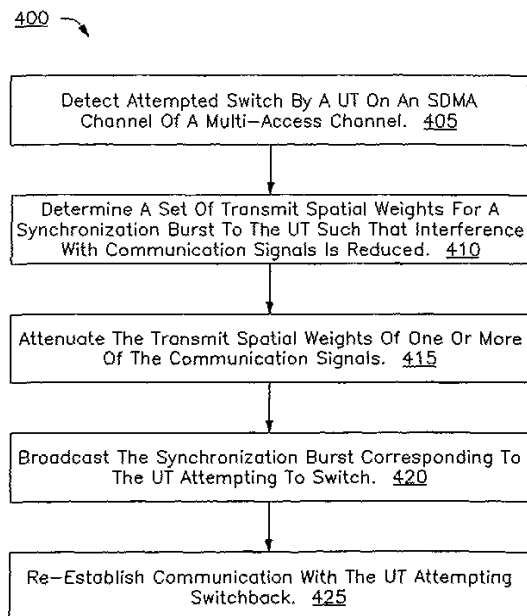 400
Detect Attempted Switch By A UT On An SDMA
Channel Of A Multi-Access Channel. 405
Determine A Set Of Transmit Spatial Weights For A
Synchronization Burst To The UT Such That Interference
With Communication Signals Is Reduced. 410
Attenuate The Transmit Spatial Weights Of One Or More
Of The Communication Signals. 415
Broadcast The Synchronization Burst Corresponding To
The UT Attempting To Switch. 420
Re-Establish Communication With The UT Attempting
Switchback. 425